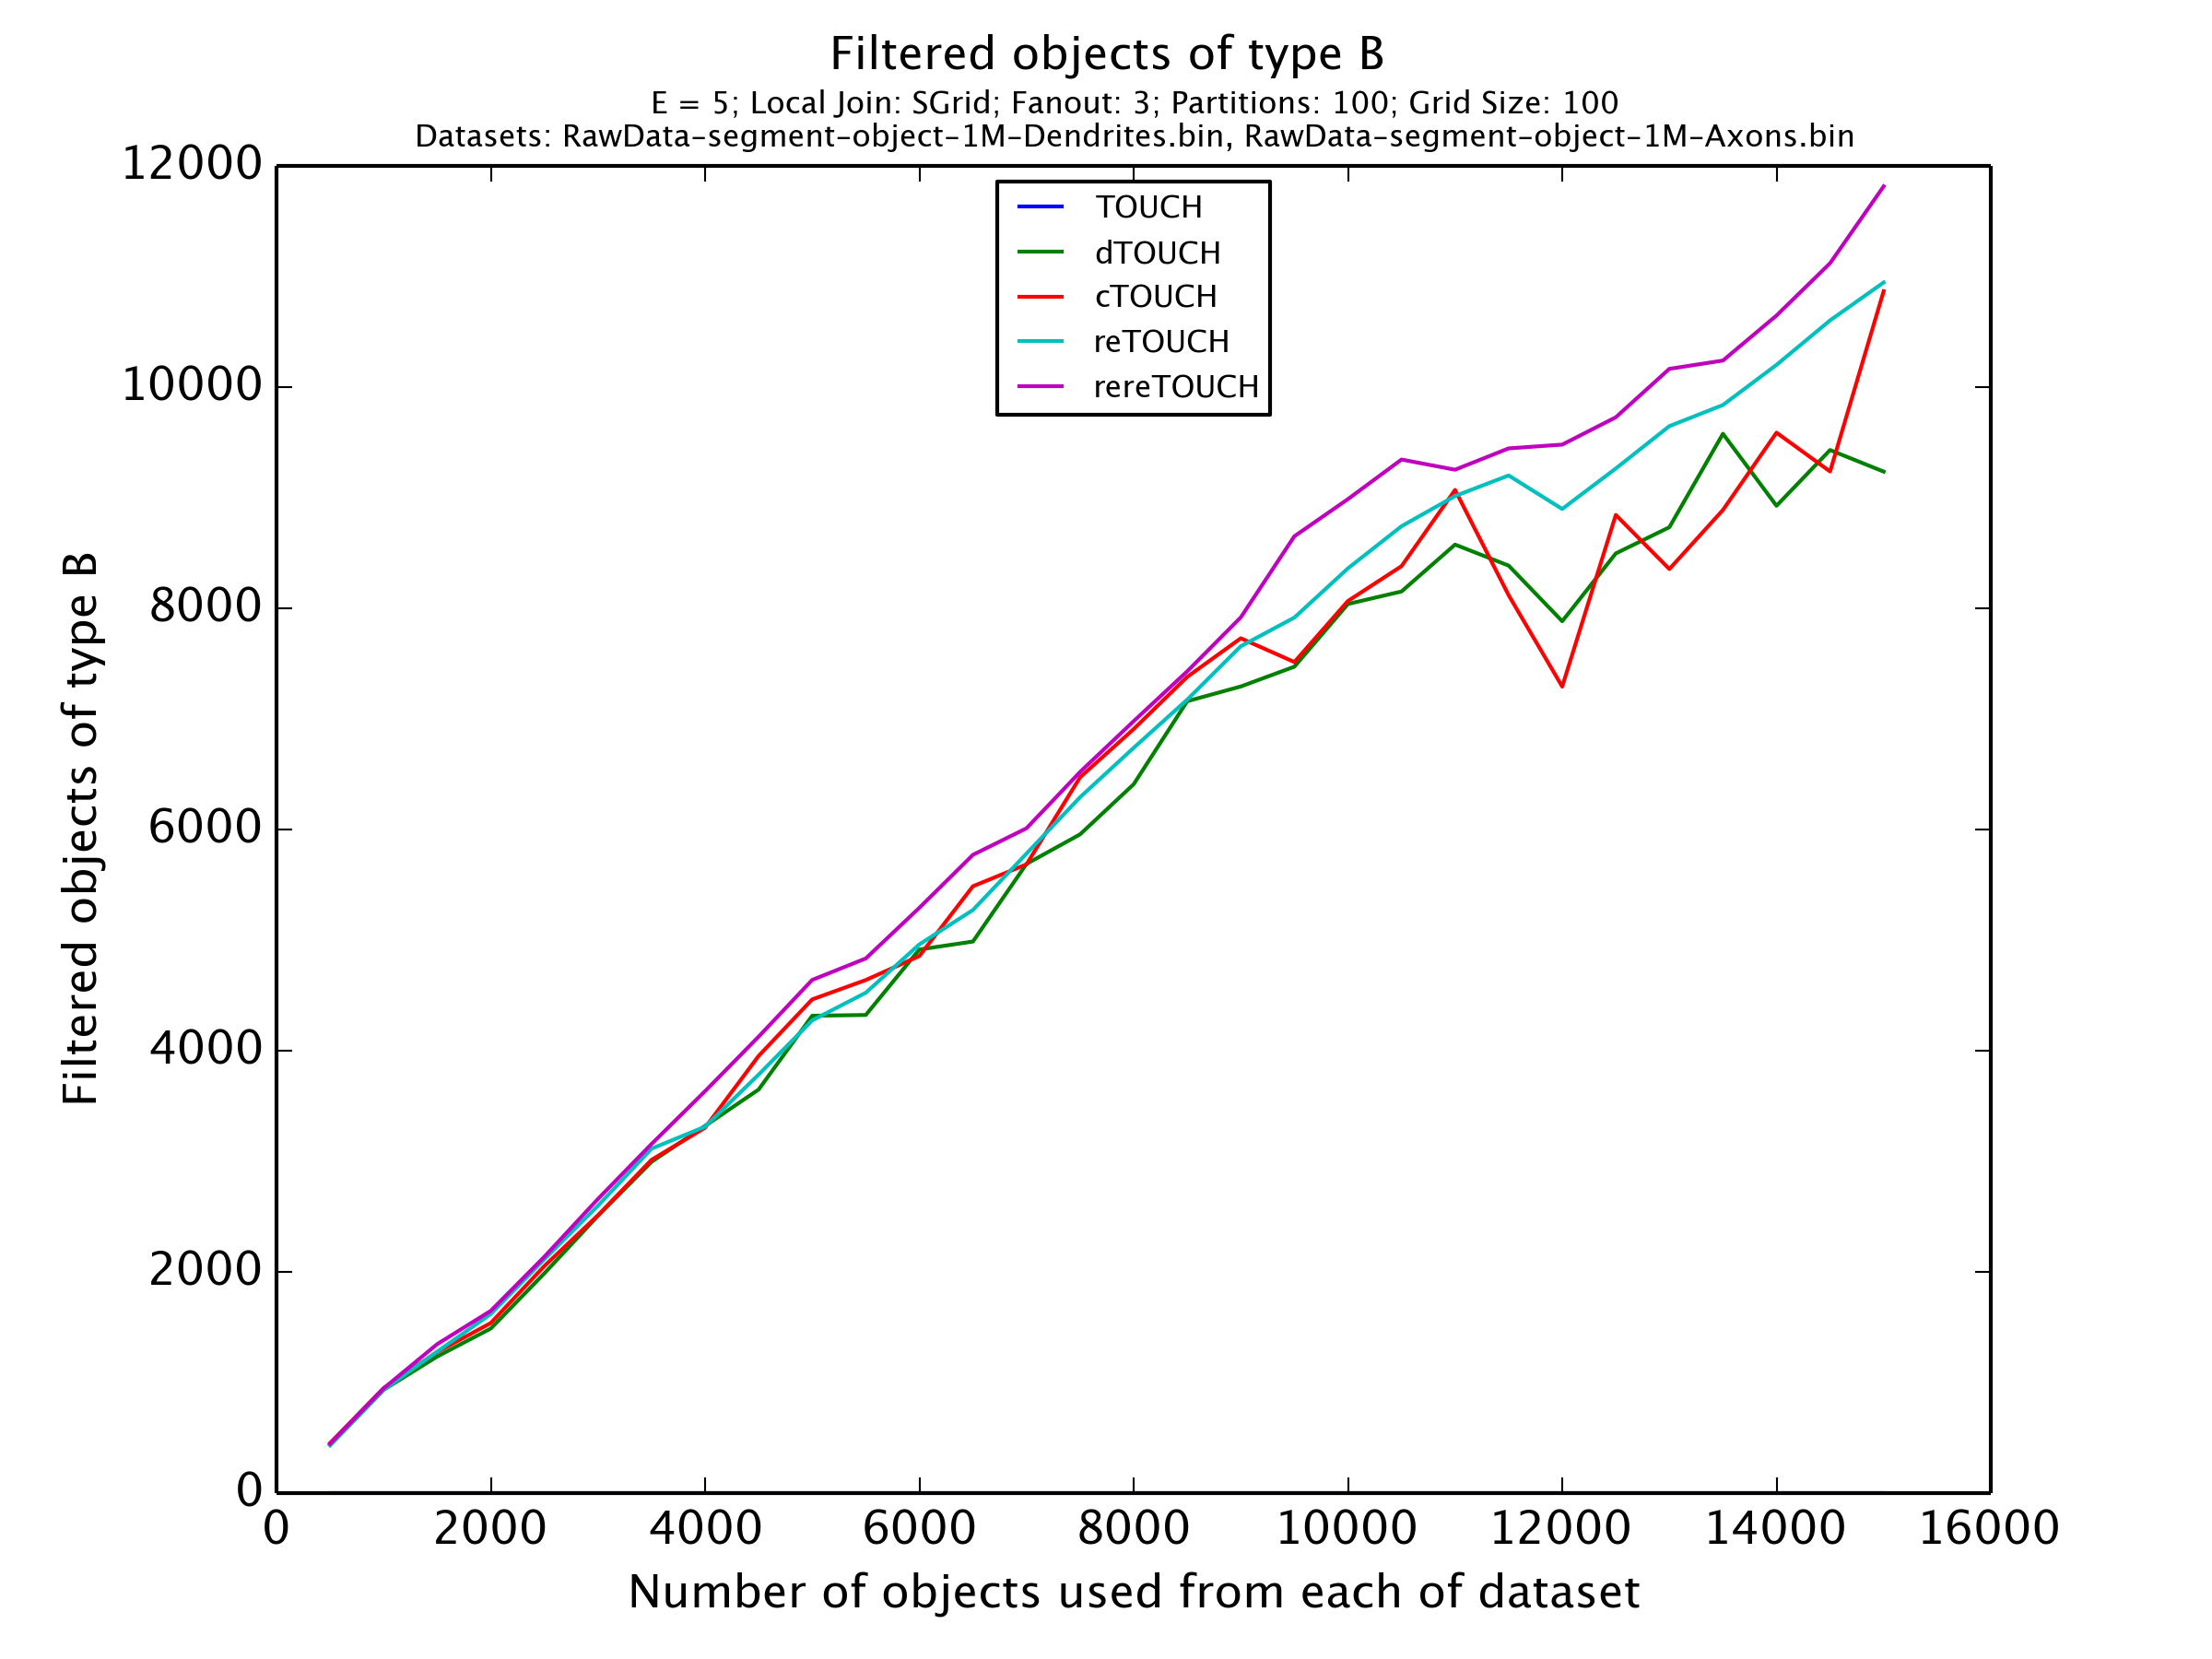 Filtered objects of type B
E = 5; Local Join: SGrid; Fanout: 3; Partitions: 100; Grid Size: 100
Datasets: RawData-segment-object-1M-Dendrites.bin, RawData-segment-object-1M-Axons.bin
12000
10000
8000
6000
4000
2000
0
Filtered objects of type B
TOUCH
dTOUCH
cTOUCH
reTOUCH
rereTOUCH
0 2000 4000 6000 8000 10000 12000 14000 16000
Number of objects used from each of dataset